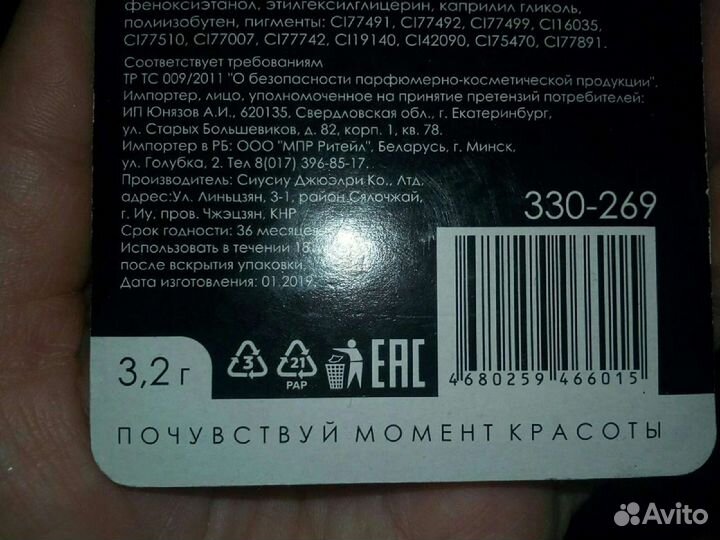 феноксиэтанол, этилгексилглицерин, каприлил гликоль,
полиизобутен, пигменты: CI77491, CI77492, CI77499, CI16035,
CI77510, CI77007, CI77742, CI19140, CI42090, CI75470, CI77891.
Соответствует требованиям
ТР ТС 009/2011 "О безопасности парфюмерно-косметической продукции".
Импортер, лицо, уполномоченное на принятие претензий потребителей:
ИП Юнязов А.И., 620135, Свердловская обл., г. Екатеринбург,
ул. Старых Большевиков, д. 82, корп. 1, кв. 78.
Импортер в РБ: ООО "МПР Ритейл", Беларусь, г. Минск,
ул. Голубка, 2. Тел 8(017) 396-85-17.
Производитель: Сиусиу Джюэлри Ко., Лтд,
адрес:Ул. Линьцзян, 3-1, район Сялочжай,
г. Иу, пров. Чжэцзян, КНР
330-269
Срок годности: 36 месяцев
Использовать в течении 18
после вскрытия упаковки.
Дата изготовления: 01.2019
3,2 г
3
21
PAP
EAC
4 680259 466015
ПОЧУВСТВУЙ МОМЕНТ КРАСОТЫ
Avito